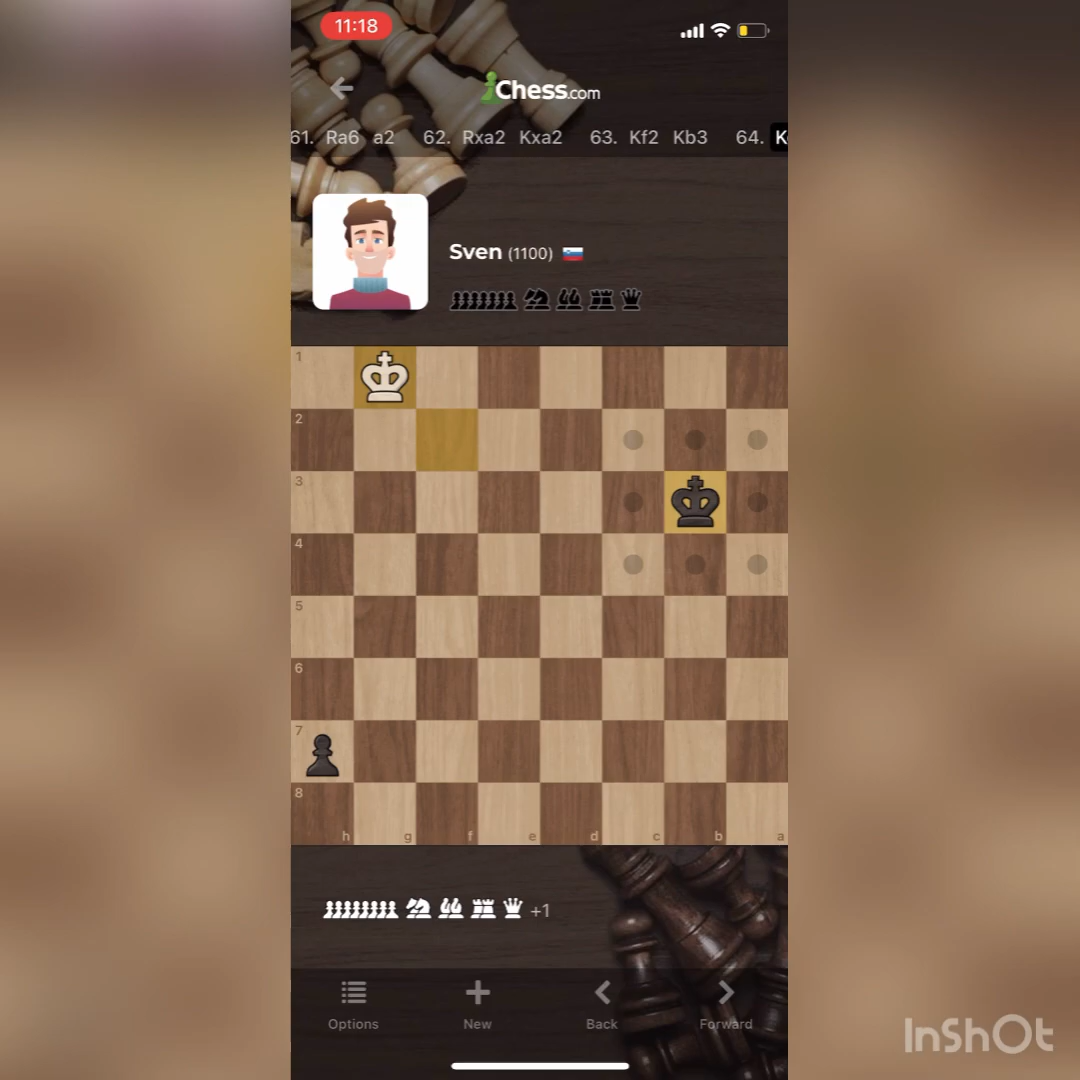 11:18
Chess.com
61. Ra6 a2 62. Rxa2 Kxa2 63. Kf2 Kb3 64. K
Sven (1100)
1
2
3
4
5
6
7
8
h g f e d c b a
+1
Options New Back Forward
InShOt